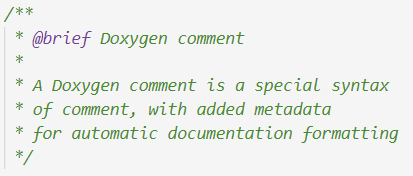 /**
 * @brief Doxygen comment
 *
 * A Doxygen comment is a special syntax
 * of comment, with added metadata
 * for automatic documentation formatting
 */